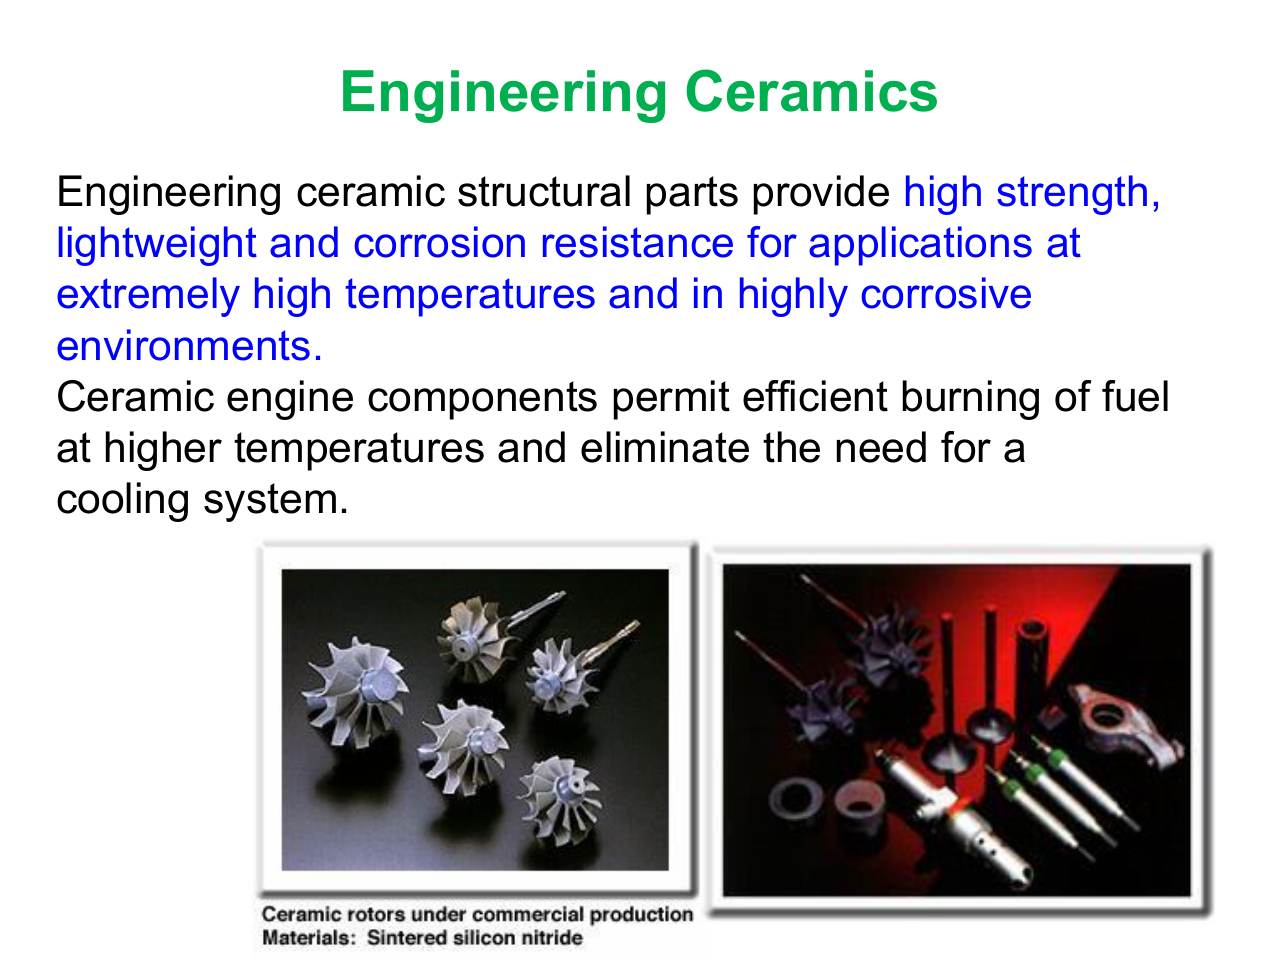 Engineering Ceramics
Engineering ceramic structural parts provide high strength,
lightweight and corrosion resistance for applications at
extremely high temperatures and in highly corrosive
environments.
Ceramic engine components permit efficient burning of fuel
at higher temperatures and eliminate the need for a
cooling system.
Ceramic rotors under commercial production
Materials: Sintered silicon nitride